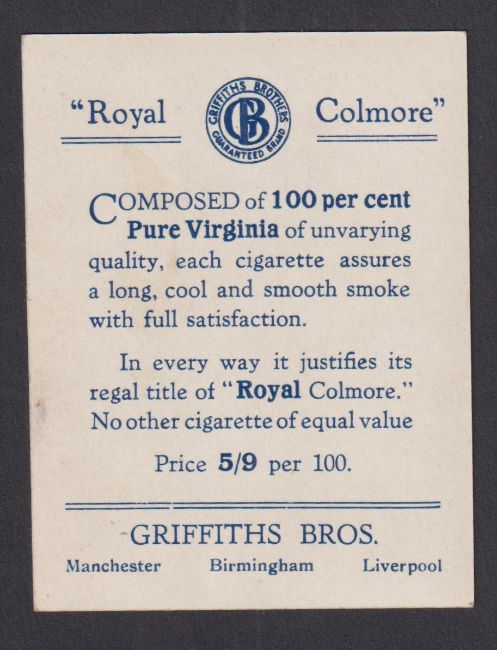 "Royal Colmore"
GRIFFITHS BROTHERS
GB
GUARANTEED BRAND
COMPOSED of 100 per cent
Pure Virginia of unvarying
quality, each cigarette assures
a long, cool and smooth smoke
with full satisfaction.
In every way it justifies its
regal title of "Royal Colmore."
No other cigarette of equal value
Price 5/9 per 100.
GRIFFITHS BROS.
Manchester Birmingham Liverpool